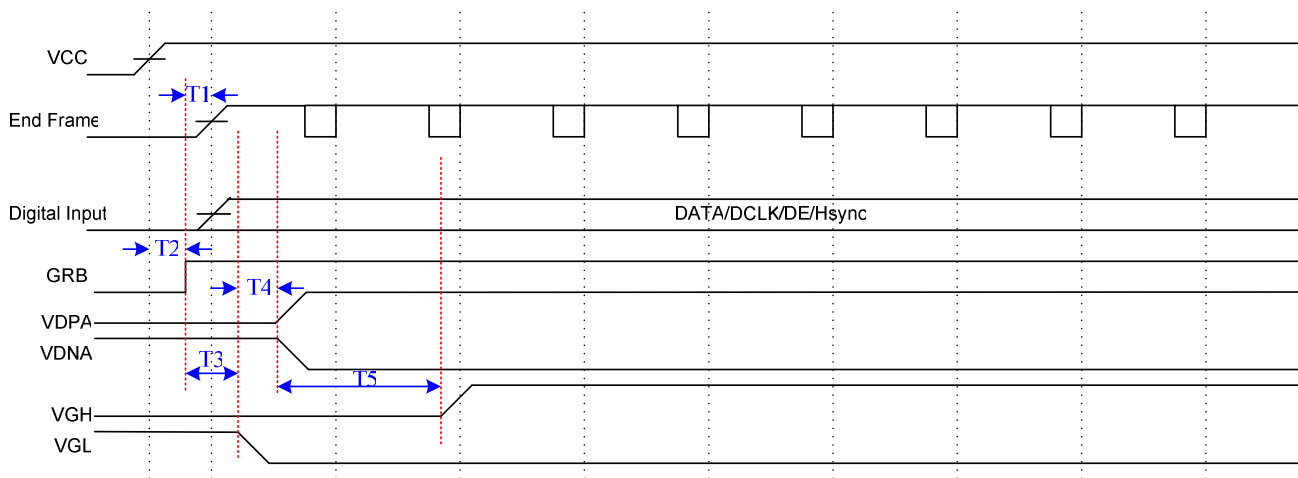 VCC
T1
End Frame
Digital Input
DATA/DCLK/DE/Hsync
T2
GRB
T4
VDPA
VDNA
T3
T5
VGH
VGL